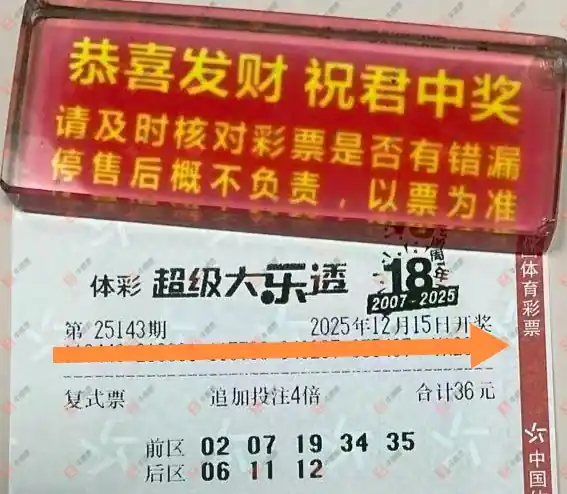 恭喜发财 祝君中奖
请及时核对彩票是否有错漏
停售后概不负责，以票为准
体彩 超级大乐透 18周年
2007-2025
第 25143期 2025年12月15日开奖
复式票 追加投注4倍 合计36元
前区 02 07 19 34 35
后区 06 11 12
体育彩票
中国